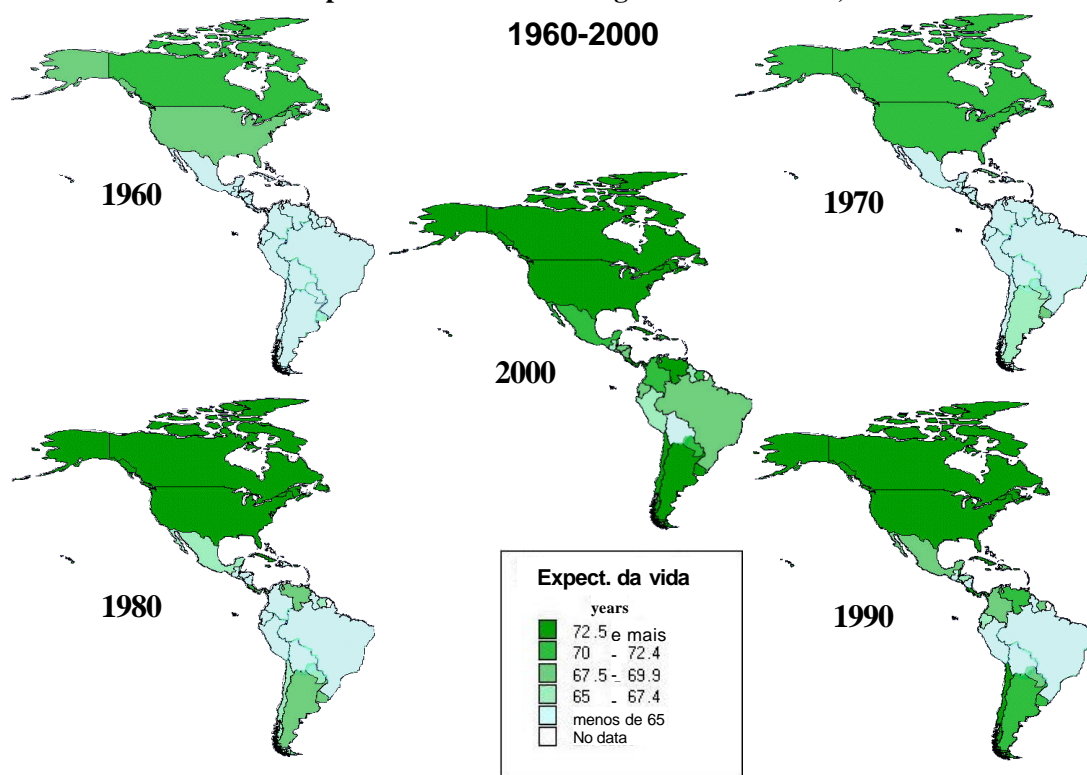 1960-2000
1960
1970
2000
1980
1990
Expect. da vida
years
72.5 e mais
70 - 72.4
67.5 - 69.9
65 - 67.4
menos de 65
No data